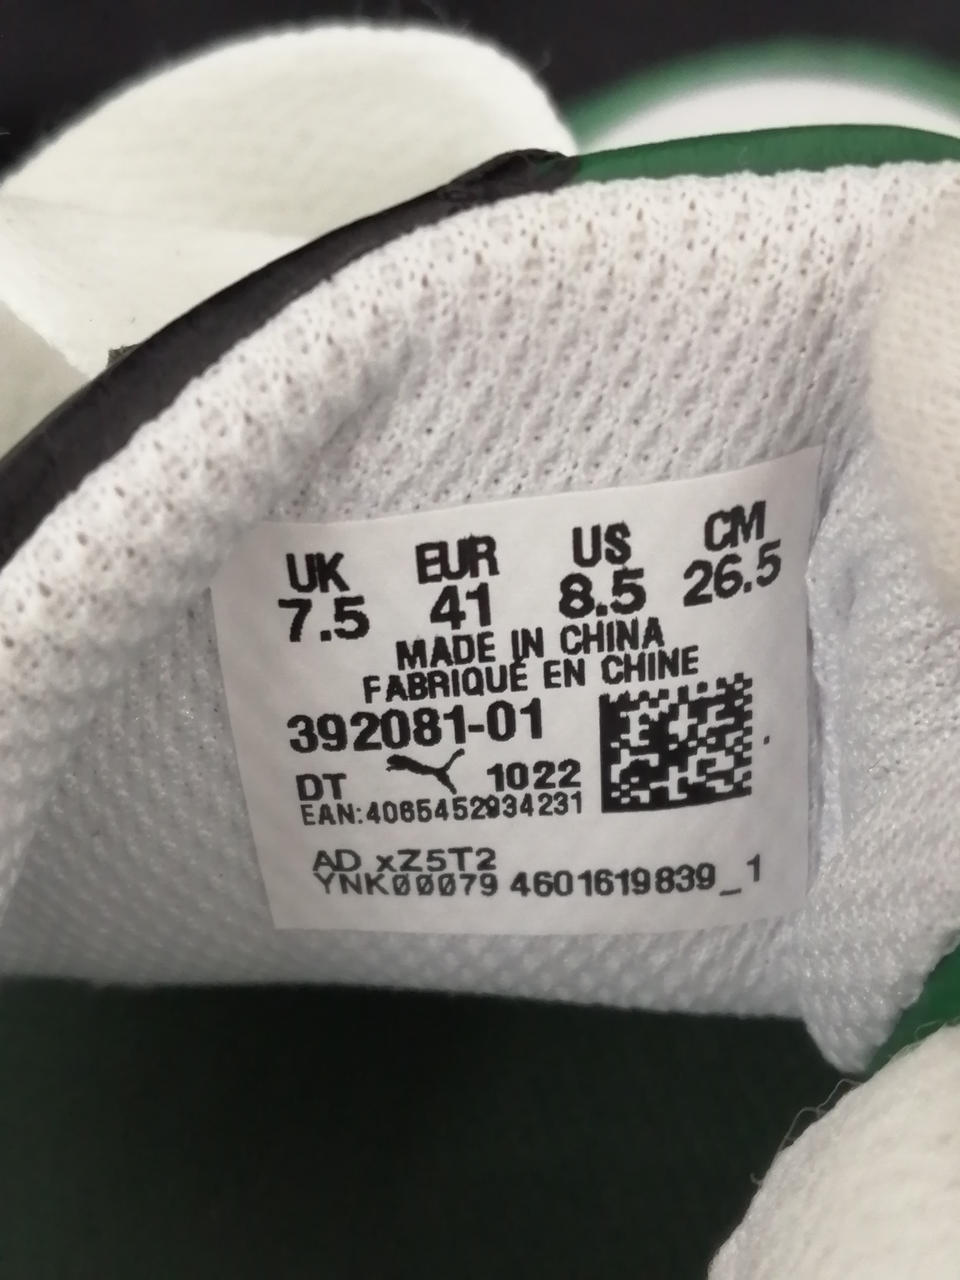 UK EUR US CM
7.5 41 8.5 26.5
MADE IN CHINA
FABRIQUÉ EN CHINE
392081-01
DT 1022
EAN:4065452934231
AD xZ5T2
YNK00079 4601619839_1